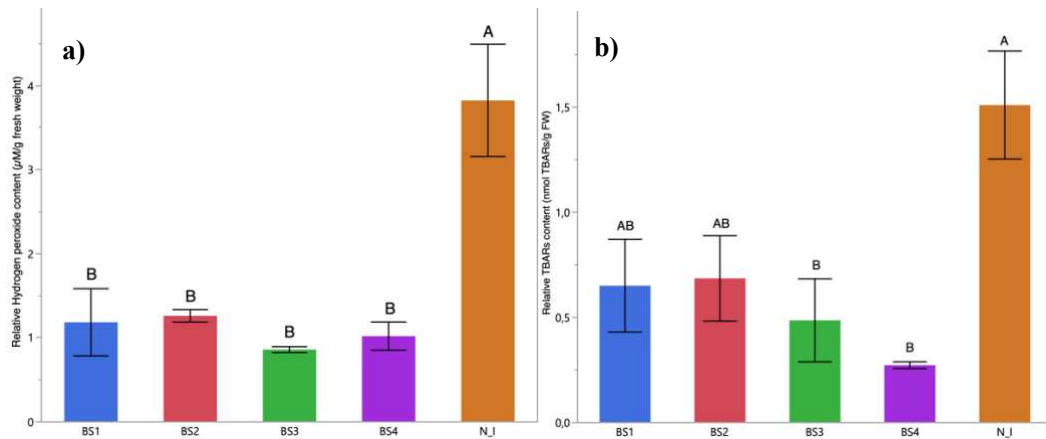 a)
Relative Hydrogen peroxide content (µM/g fresh weight)
4
3
2
1
0
B
B
B
B
A
BS1
BS2
BS3
BS4
N_I
b)
Relative TBARs content (nmol TBARs/g FW)
1,5
1,0
0,5
0,0
AB
AB
B
B
A
BS1
BS2
BS3
BS4
N_I